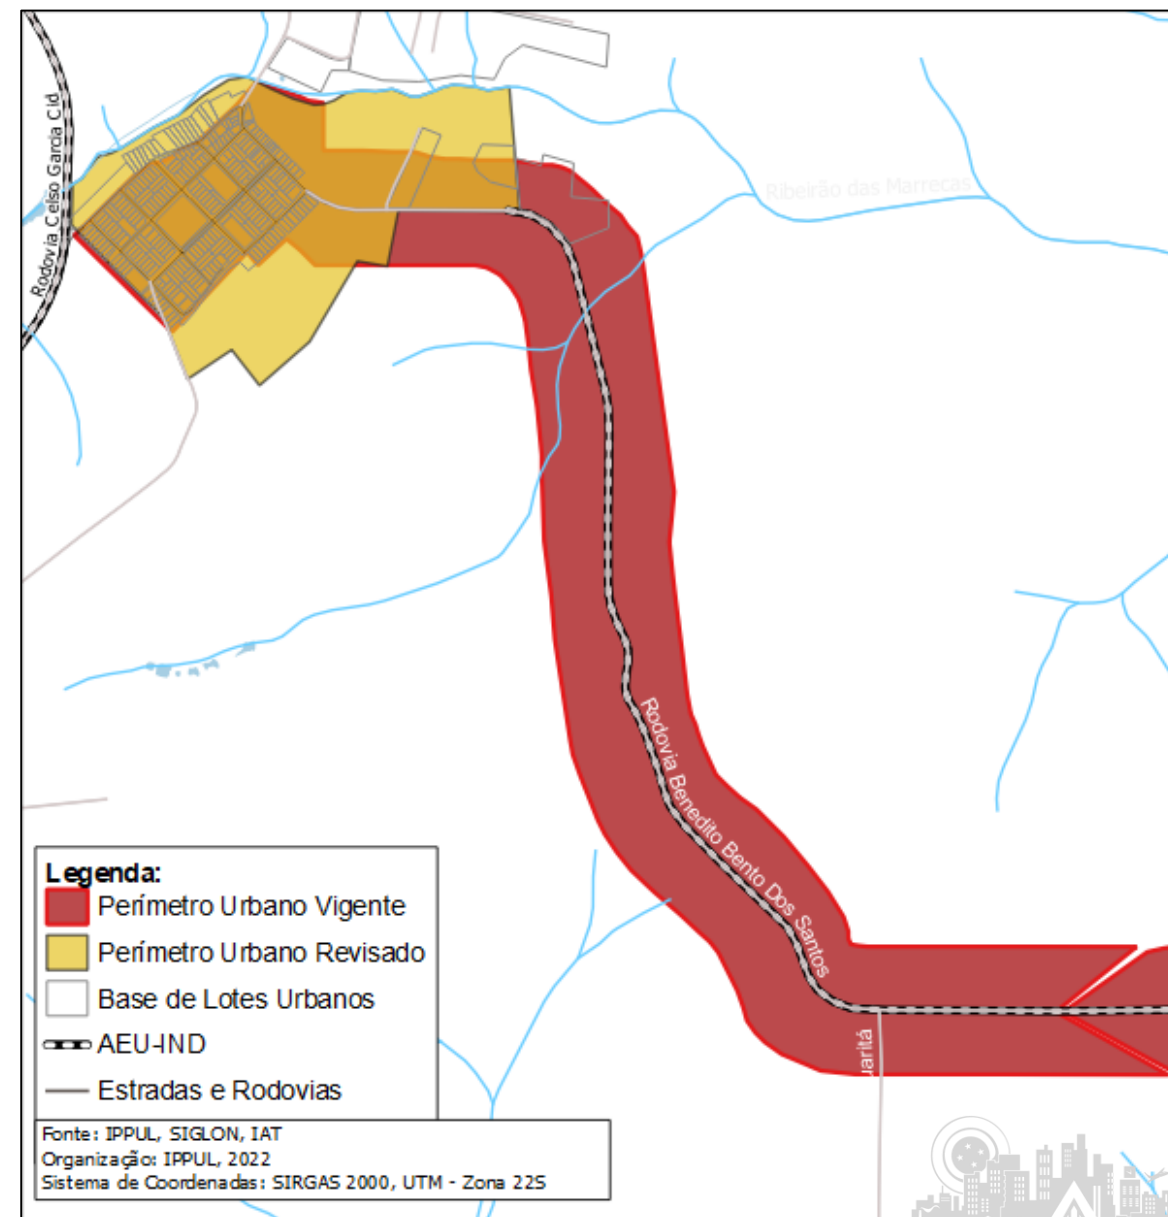 Rodovia Celso Garcia Cid
Ribeirão das Marrecas
Rodovia Benedito Bento Dos Santos
uaritá
Legenda:
Perímetro Urbano Vigente
Perímetro Urbano Revisado
Base de Lotes Urbanos
AEU-IND
Estradas e Rodovias
Fonte: IPPUL, SIGLON, IAT
Organização: IPPUL, 2022
Sistema de Coordenadas: SIRGAS 2000, UTM - Zona 22S